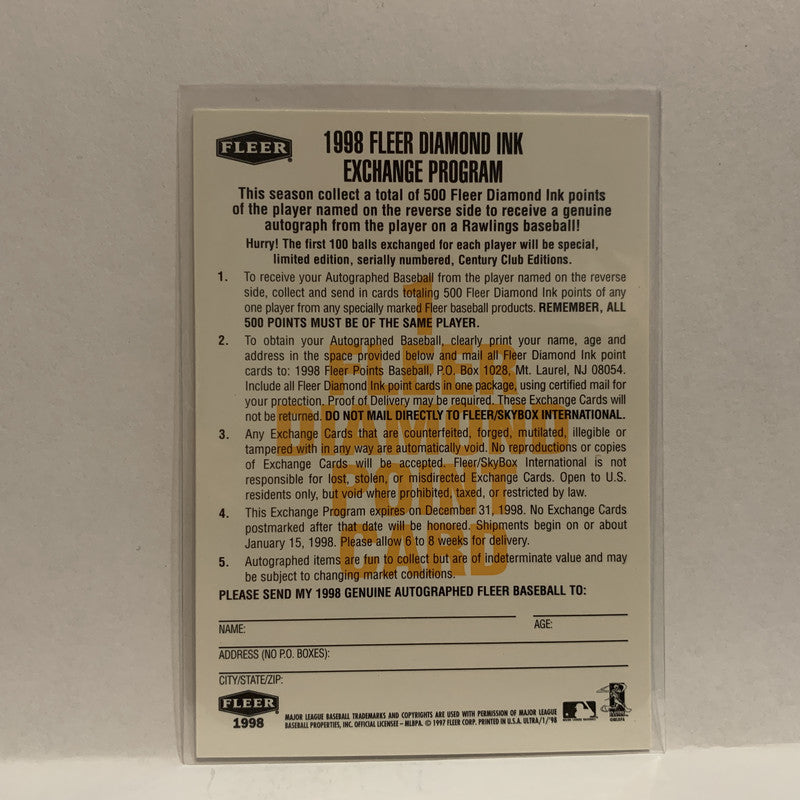 FLEER
1998 FLEER DIAMOND INK
EXCHANGE PROGRAM
This season collect a total of 500 Fleer Diamond Ink points
of the player named on the reverse side to receive a genuine
autograph from the player on a Rawlings baseball!
Hurry! The first 100 balls exchanged for each player will be special,
limited edition, serially numbered, Century Club Editions.
1. To receive your Autographed Baseball from the player named on the reverse
side, collect and send in cards totaling 500 Fleer Diamond Ink points of any
one player from any specially marked Fleer baseball products. REMEMBER, ALL
500 POINTS MUST BE OF THE SAME PLAYER.
2. To obtain your Autographed Baseball, clearly print your name, age and
address in the space provided below and mail all Fleer Diamond Ink point
cards to: 1998 Fleer Points Baseball, P.O. Box 1028, Mt. Laurel, NJ 08054.
Include all Fleer Diamond Ink point cards in one package, using certified mail for
your protection. Proof of Delivery may be required. These Exchange Cards will
not be returned. DO NOT MAIL DIRECTLY TO FLEER/SKYBOX INTERNATIONAL.
3. Any Exchange Cards that are counterfeited, forged, mutilated, illegible or
tampered with in any way are automatically void. No reproductions or copies
of Exchange Cards will be accepted. Fleer/SkyBox International is not
responsible for lost, stolen, or misdirected Exchange Cards. Open to U.S.
residents only, but void where prohibited, taxed, or restricted by law.
4. This Exchange Program expires on December 31, 1998. No Exchange Cards
postmarked after that date will be honored. Shipments begin on or about
January 15, 1998. Please allow 6 to 8 weeks for delivery.
5. Autographed items are fun to collect but are of indeterminate value and may
be subject to changing market conditions.
1
FLEER
DIAMOND
POINT
CARD
PLEASE SEND MY 1998 GENUINE AUTOGRAPHED FLEER BASEBALL TO:
NAME: AGE:
ADDRESS (NO P.O. BOXES):
CITY/STATE/ZIP:
FLEER
1998
MAJOR LEAGUE BASEBALL TRADEMARKS AND COPYRIGHTS ARE USED WITH PERMISSION OF MAJOR LEAGUE
BASEBALL PROPERTIES, INC. OFFICIAL LICENSEE – MLBPA. © 1997 FLEER CORP. PRINTED IN U.S.A. ULTRA/1/'98